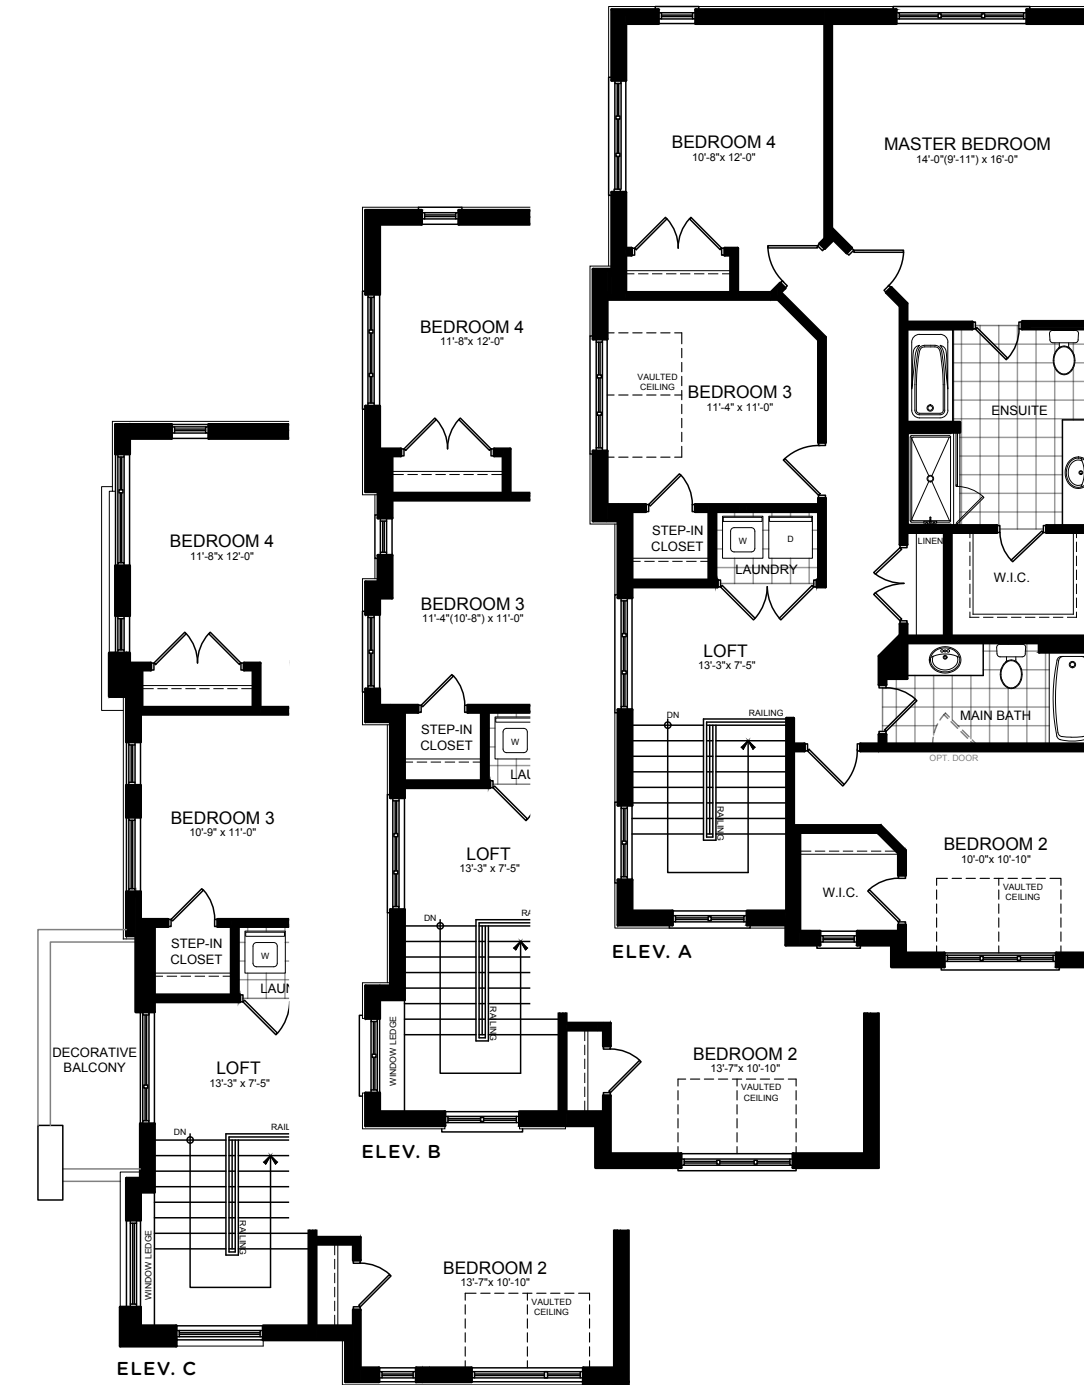 BEDROOM 4
10'-8"x 12'-0"
MASTER BEDROOM
14'-0"(9'-11") x 16'-0"
VAULTED
CEILING
BEDROOM 3
11'-4" x 11'-0"
ENSUITE
STEP-IN
CLOSET
W
D
LAUNDRY
LINEN
W.I.C.
LOFT
13'-3"x 7'-5"
DN
RAILING
RAILING
MAIN BATH
OPT. DOOR
BEDROOM 2
10'-0"x 10'-10"
W.I.C.
VAULTED
CEILING
ELEV. A
BEDROOM 4
11'-8"x 12'-0"
BEDROOM 3
11'-4"(10'-8") x 11'-0"
STEP-IN
CLOSET
W
LAU
LOFT
13'-3" x 7'-5"
DN
RA
RAILING
WINDOW LEDGE
BEDROOM 2
13'-7"x 10'-10"
VAULTED
CEILING
ELEV. B
BEDROOM 4
11'-8"x 12'-0"
BEDROOM 3
10'-9" x 11'-0"
STEP-IN
CLOSET
W
LAUN
DECORATIVE
BALCONY
LOFT
13'-3" x 7'-5"
DN
RAIL
RAILING
WINDOW LEDGE
BEDROOM 2
13'-7"x 10'-10"
VAULTED
CEILING
ELEV. C